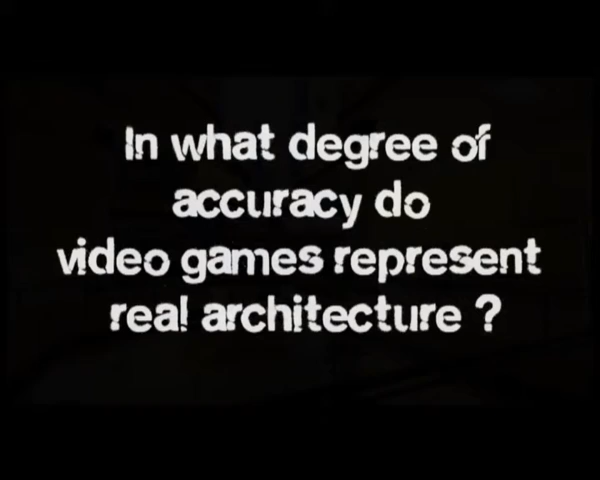 In what degree of
accuracy do
video games represent
real architecture ?